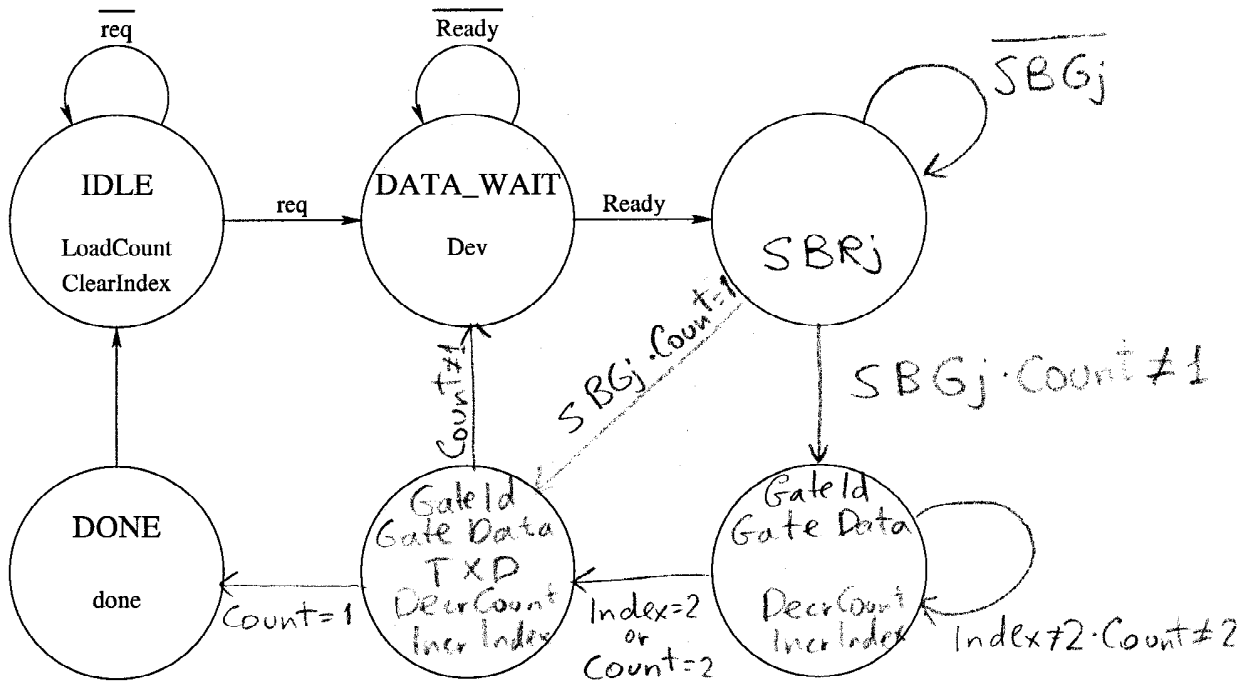 req
Ready
SBGj
IDLE
LoadCount
ClearIndex
req
DATA_WAIT
Dev
Ready
SBRj
Count≠1
SBGj·Count=1
SBGj·Count≠1
DONE
done
Count=1
GateId
Gate Data
TXD
DecrCount
IncrIndex
Index=2
or
Count=2
GateId
Gate Data
DecrCount
IncrIndex
Index≠2·Count≠2